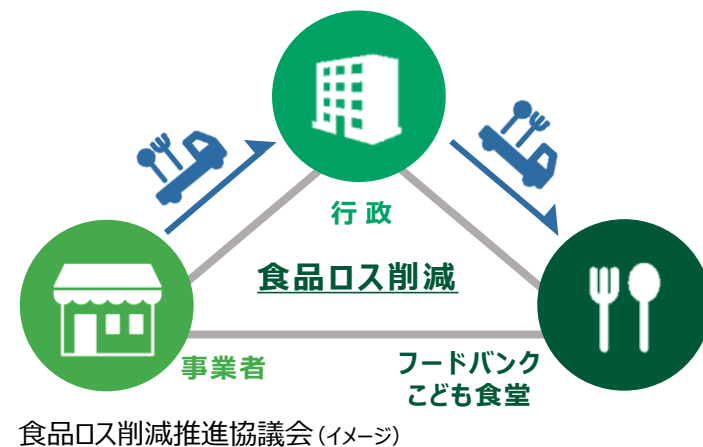 行政
食品ロス削減
事業者
フードバンク
こども食堂
食品ロス削減推進協議会(イメージ)